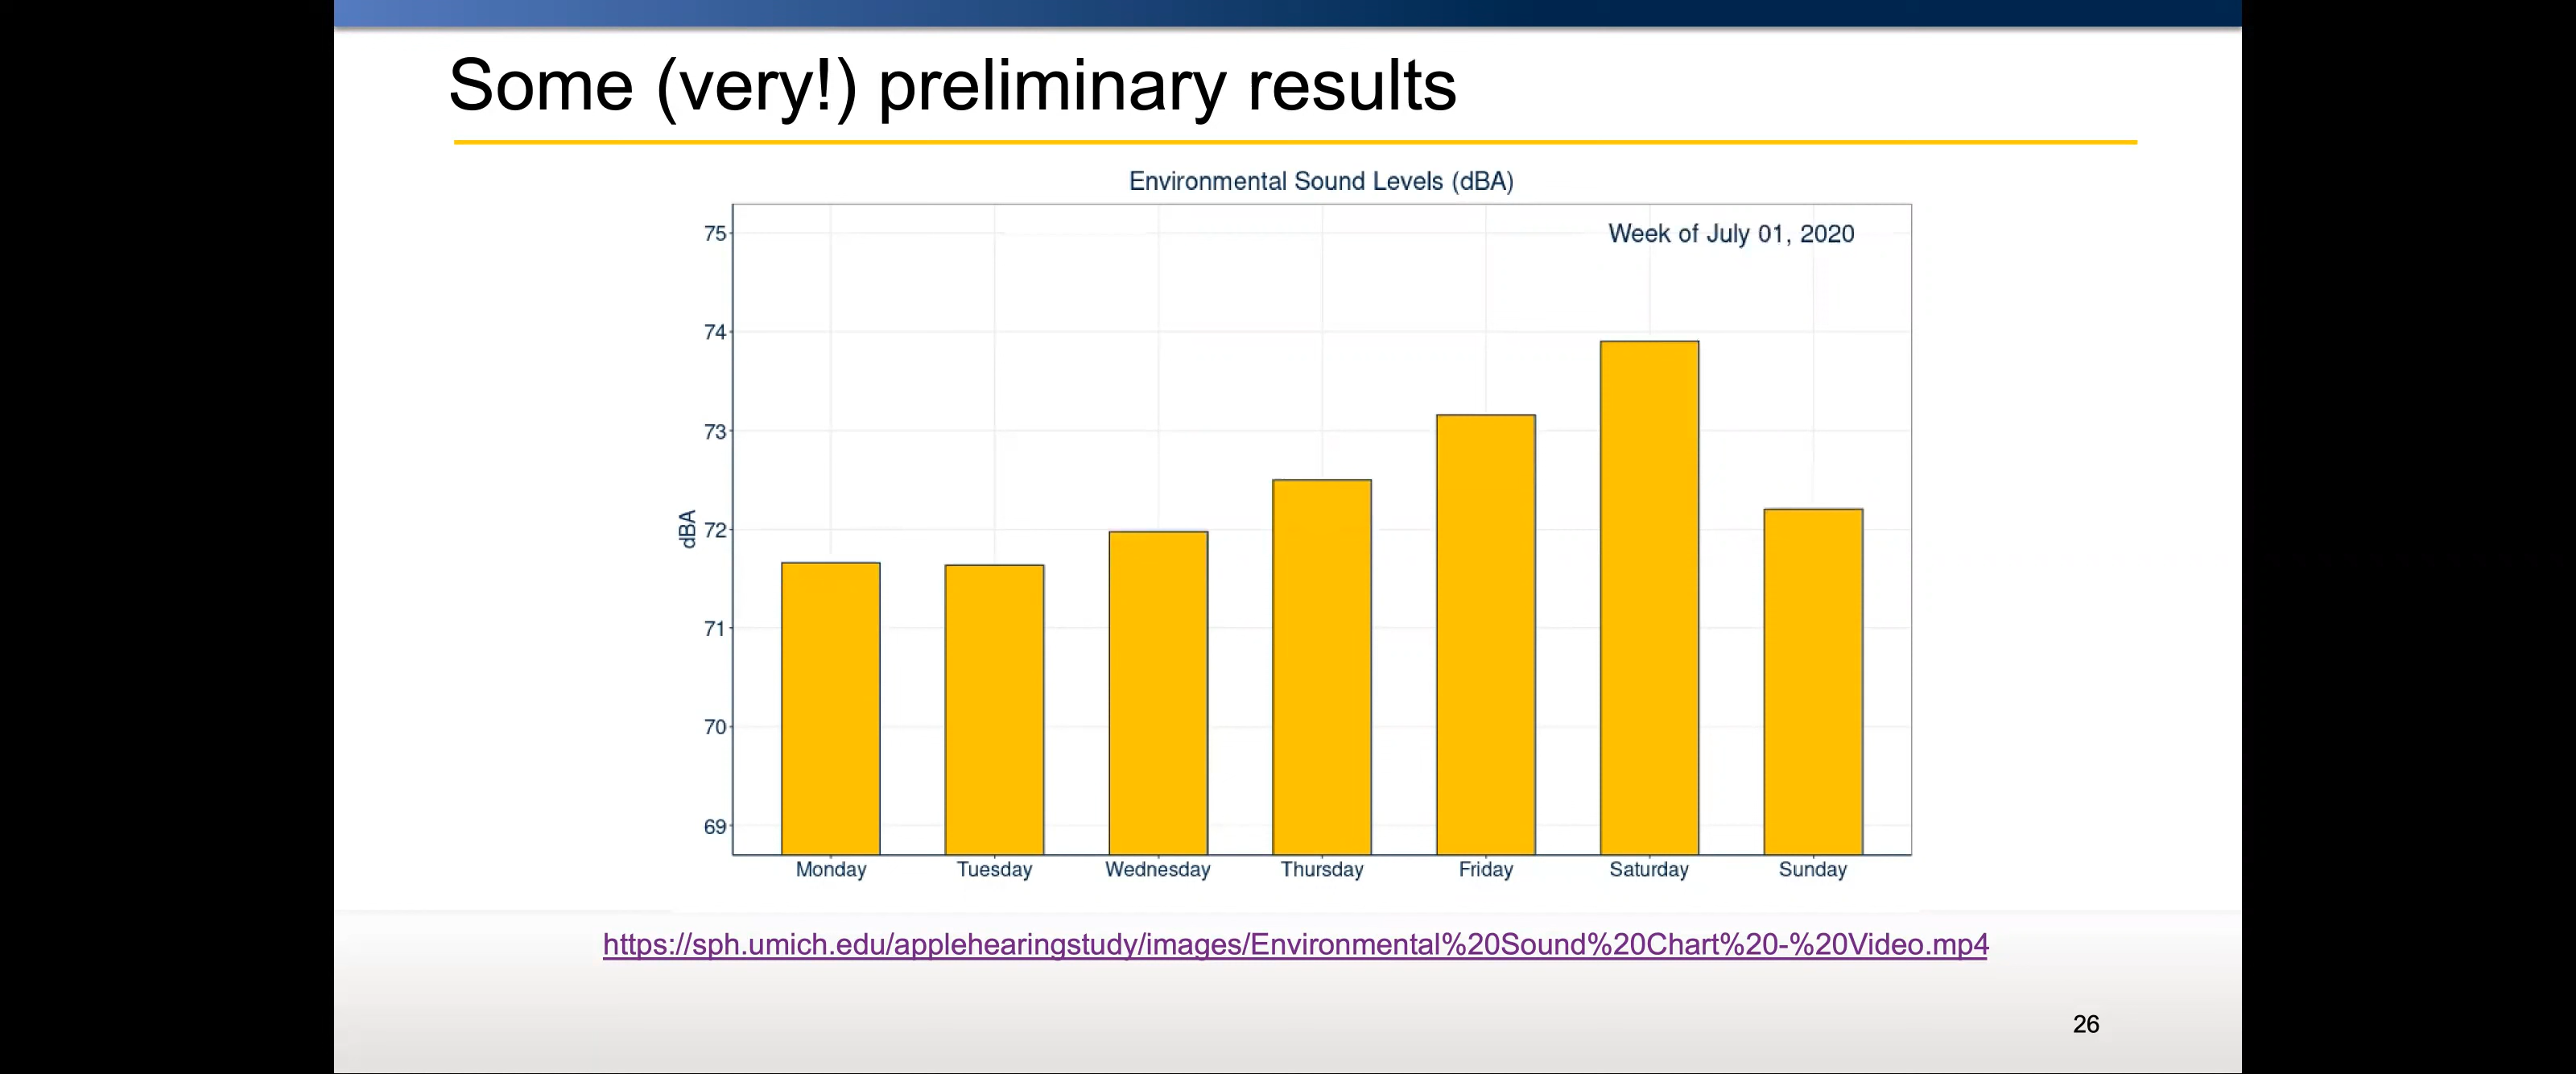 Some (very!) preliminary results
Environmental Sound Levels (dBA)
Week of July 01, 2020
75
74
73
72
71
70
69
dBA
Monday Tuesday Wednesday Thursday Friday Saturday Sunday
https://sph.umich.edu/applehearingstudy/images/Environmental%20Sound%20Chart%20-%20Video.mp4
26